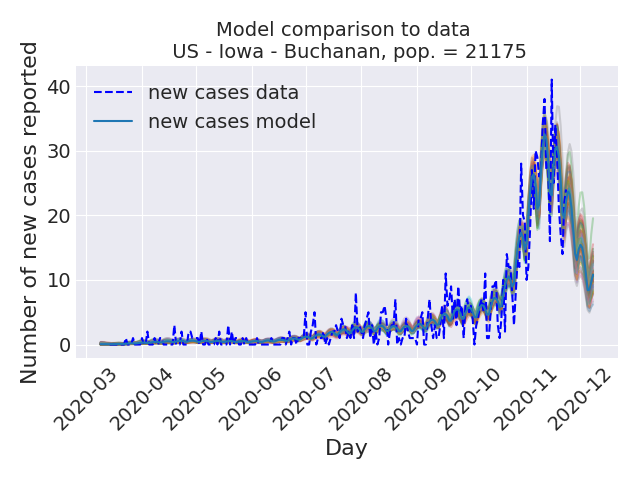 Model comparison to data
US - Iowa - Buchanan, pop. = 21175
Number of new cases reported
40
30
20
10
0
new cases data
new cases model
2020-03
2020-04
2020-05
2020-06
2020-07
2020-08
2020-09
2020-10
2020-11
2020-12
Day